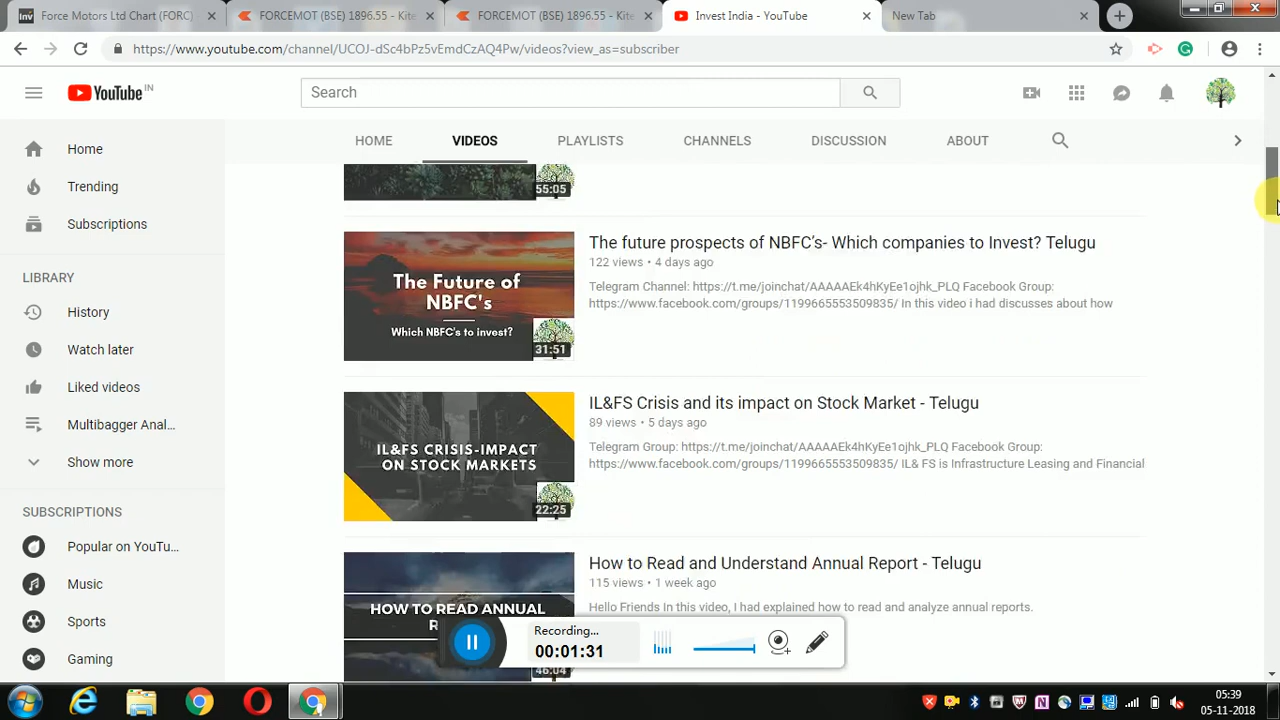 Force Motors Ltd Chart (FORC)
FORCEMOT (BSE) 1896.55 - Kite
FORCEMOT (BSE) 1896.55 - Kite
Invest India - YouTube
New Tab
https://www.youtube.com/channel/UCOJ-dSc4bPz5vEmdCzAQ4Pw/videos?view_as=subscriber
YouTube IN
Search
HOME
VIDEOS
PLAYLISTS
CHANNELS
DISCUSSION
ABOUT
Home
Trending
Subscriptions
LIBRARY
History
Watch later
Liked videos
Multibagger Anal...
Show more
SUBSCRIPTIONS
Popular on YouTu...
Music
Sports
Gaming
55:05
The Future of
NBFC's
Which NBFC's to invest?
31:51
The future prospects of NBFC's- Which companies to Invest? Telugu
122 views • 4 days ago
Telegram Channel: https://t.me/joinchat/AAAAAEk4hKyEe1ojhk_PLQ Facebook Group:
https://www.facebook.com/groups/1199665553509835/ In this video i had discusses about how
IL&FS CRISIS-IMPACT
ON STOCK MARKETS
22:25
IL&FS Crisis and its impact on Stock Market - Telugu
89 views • 5 days ago
Telegram Group: https://t.me/joinchat/AAAAAEk4hKyEe1ojhk_PLQ Facebook Group:
https://www.facebook.com/groups/1199665553509835/ IL& FS is Infrastructure Leasing and Financial
HOW TO READ ANNUAL
46:04
How to Read and Understand Annual Report - Telugu
115 views • 1 week ago
Hello Friends In this video, I had explained how to read and analyze annual reports.
Recording...
00:01:31
05:39
05-11-2018